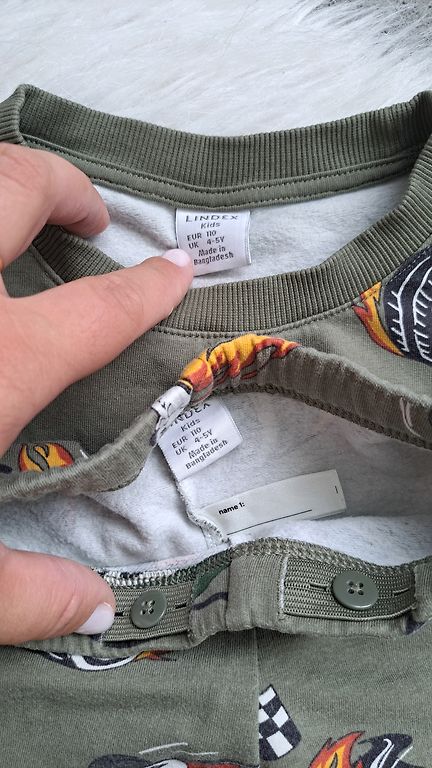 LINDEX
Kids
EUR 110
UK 4-5Y
Made in
Bangladesh
Kids
EUR 110
UK 4-5Y
Made in
Bangladesh
name 1: